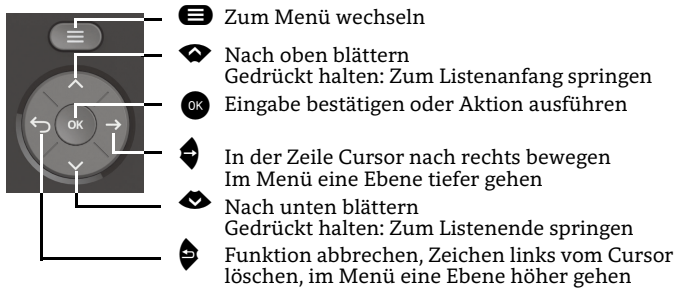 Zum Menü wechseln
Nach oben blättern
Gedrückt halten: Zum Listenanfang springen
OK
OK
Eingabe bestätigen oder Aktion ausführen
In der Zeile Cursor nach rechts bewegen
Im Menü eine Ebene tiefer gehen
Nach unten blättern
Gedrückt halten: Zum Listenende springen
Funktion abbrechen, Zeichen links vom Cursor
löschen, im Menü eine Ebene höher gehen